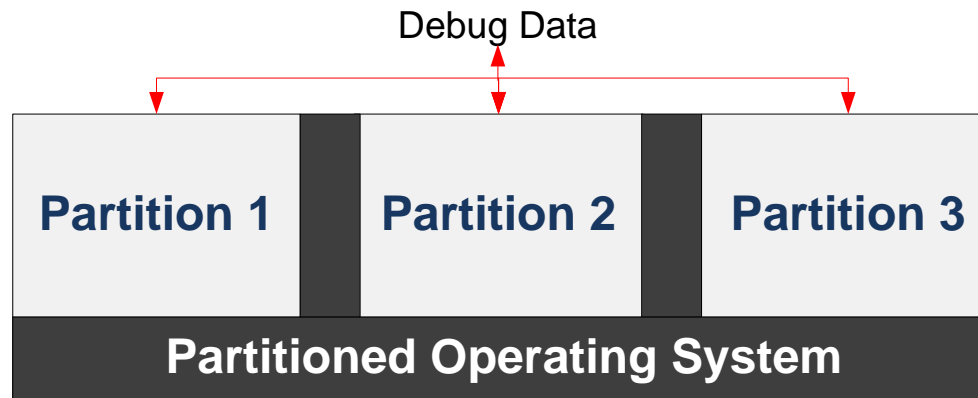 Debug Data
Partition 1
Partition 2
Partition 3
Partitioned Operating System